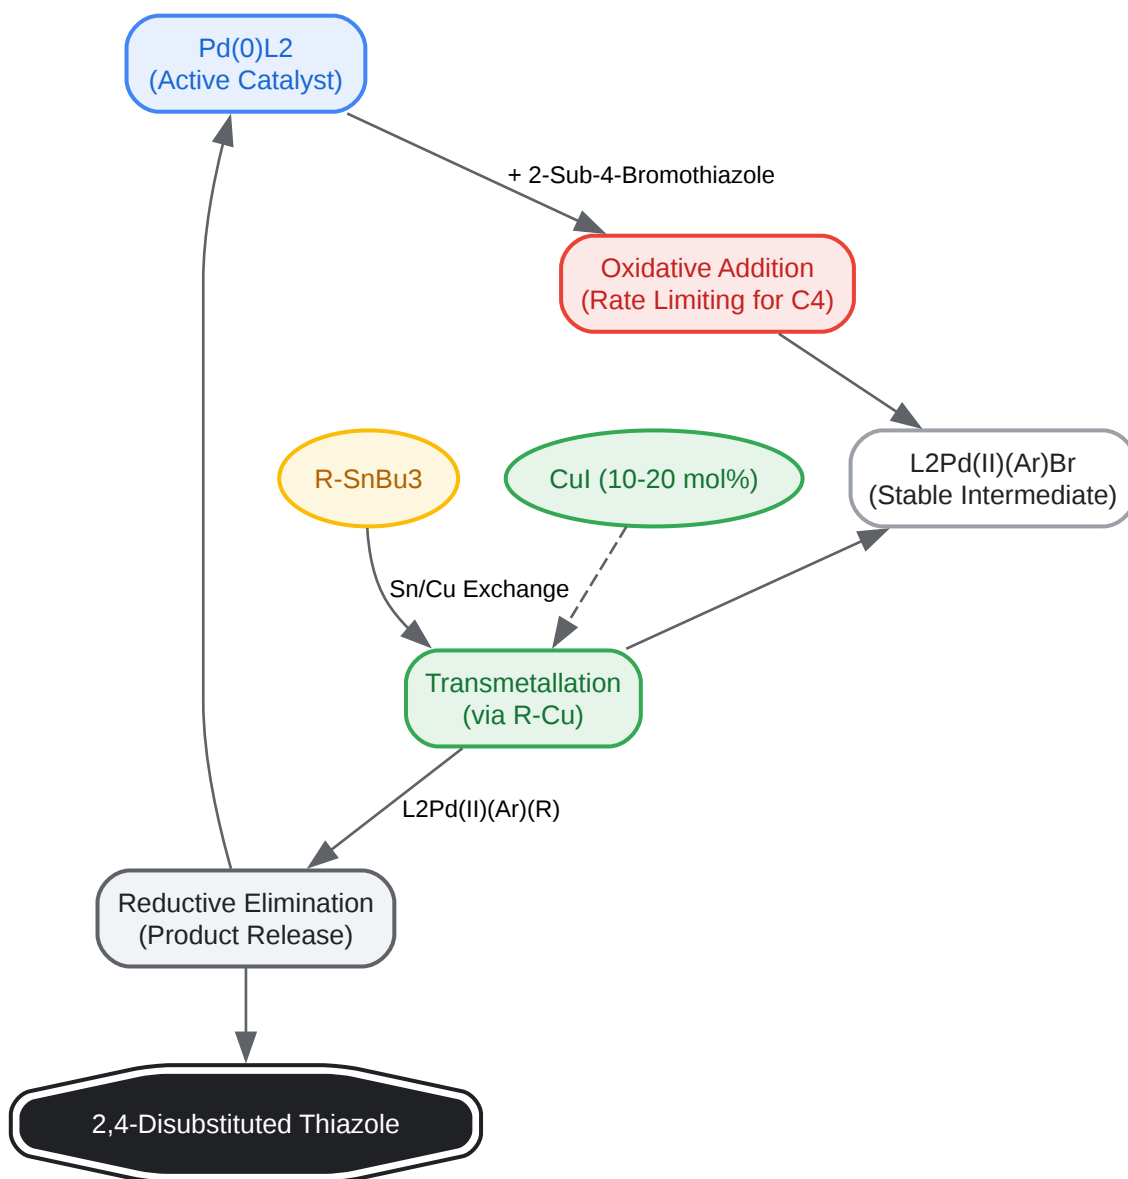 Pd(0)L2
(Active Catalyst)
+ 2-Sub-4-Bromothiazole
Oxidative Addition
(Rate Limiting for C4)
R-SnBu3
CuI (10-20 mol%)
L2Pd(II)(Ar)Br
(Stable Intermediate)
Sn/Cu Exchange
Transmetallation
(via R-Cu)
L2Pd(II)(Ar)(R)
Reductive Elimination
(Product Release)
2,4-Disubstituted Thiazole